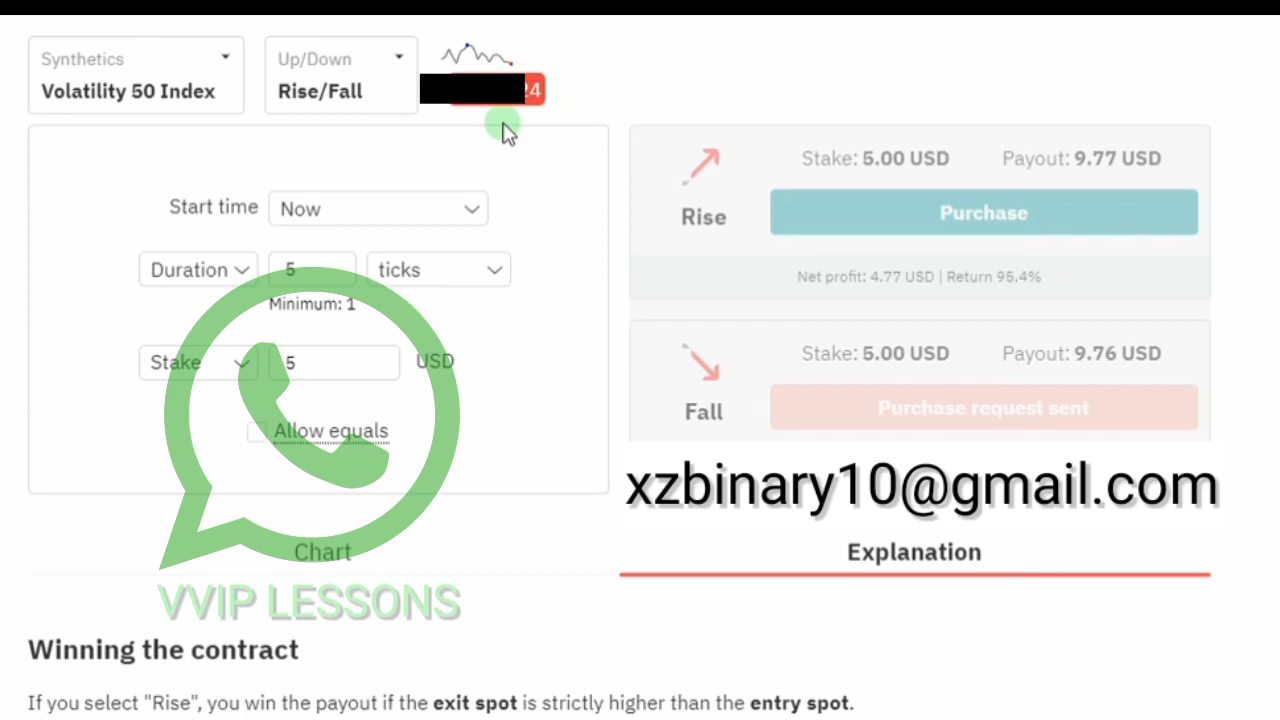 Synthetics
Volatility 50 Index
Up/Down
Rise/Fall
24
Start time Now
Duration 5 ticks
Minimum: 1
Stake 5 USD
Allow equals
Stake: 5.00 USD Payout: 9.77 USD
Rise
Purchase
Net profit: 4.77 USD | Return 95.4%
Stake: 5.00 USD Payout: 9.76 USD
Fall
Purchase request sent
xzbinary10@gmail.com
Chart
Explanation
VVIP LESSONS
Winning the contract
If you select "Rise", you win the payout if the exit spot is strictly higher than the entry spot.